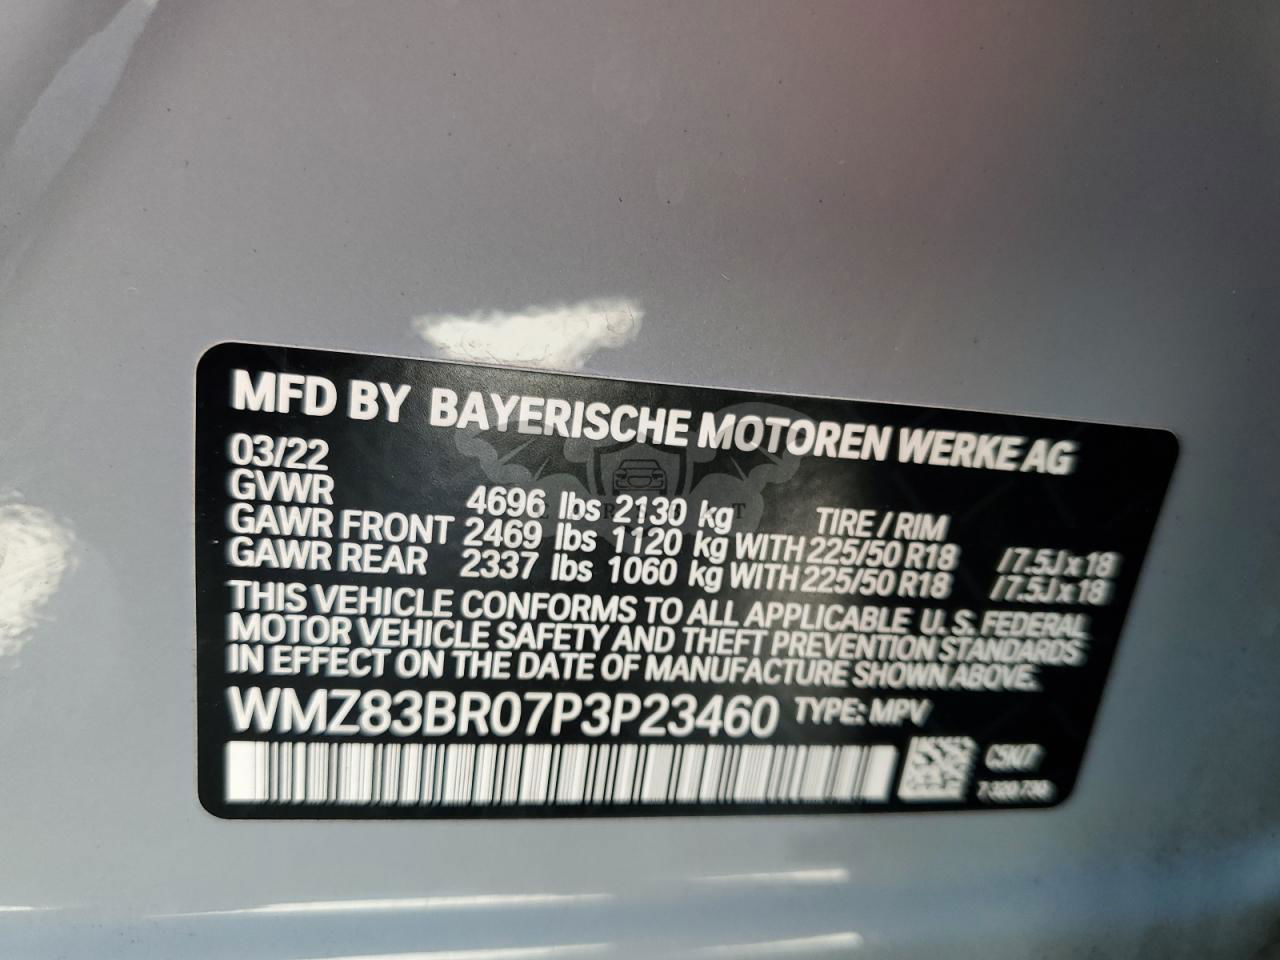 MFD BY BAYERISCHE MOTOREN WERKE AG
03/22
GVWR 4696 lbs 2130 kg TIRE / RIM
GAWR FRONT 2469 lbs 1120 kg WITH 225/50 R18 /7.5J x 18
GAWR REAR 2337 lbs 1060 kg WITH 225/50 R18 /7.5J x 18
THIS VEHICLE CONFORMS TO ALL APPLICABLE U.S. FEDERAL
MOTOR VEHICLE SAFETY AND THEFT PREVENTION STANDARDS
IN EFFECT ON THE DATE OF MANUFACTURE SHOWN ABOVE.
WMZ83BR07P3P23460 TYPE: MPV